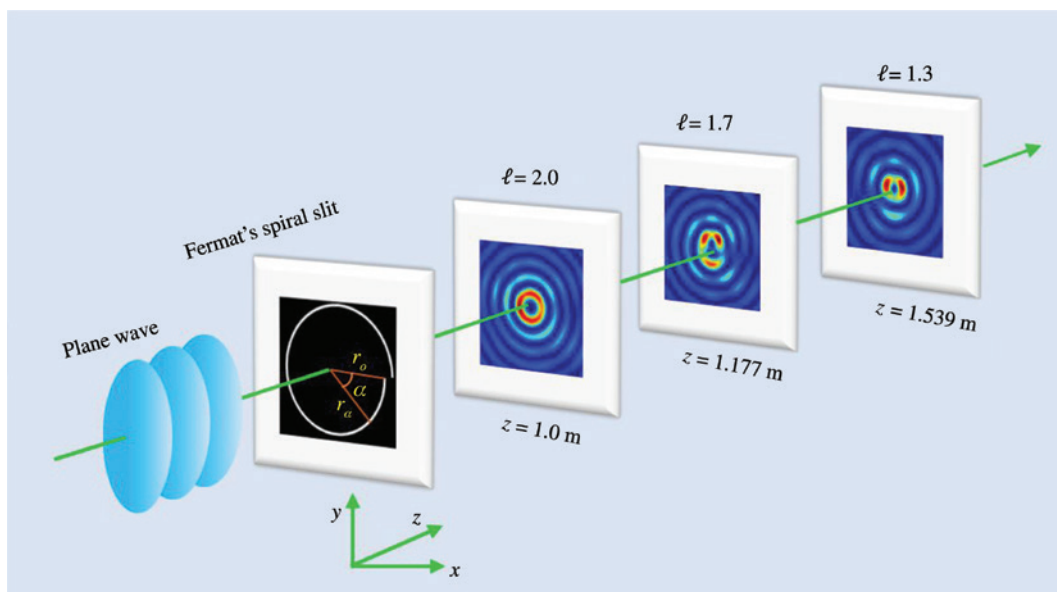 Plane wave
Fermat's spiral slit
r_o
α
r_α
ℓ = 2.0
z = 1.0 m
ℓ = 1.7
z = 1.177 m
ℓ = 1.3
z = 1.539 m
y
z
x